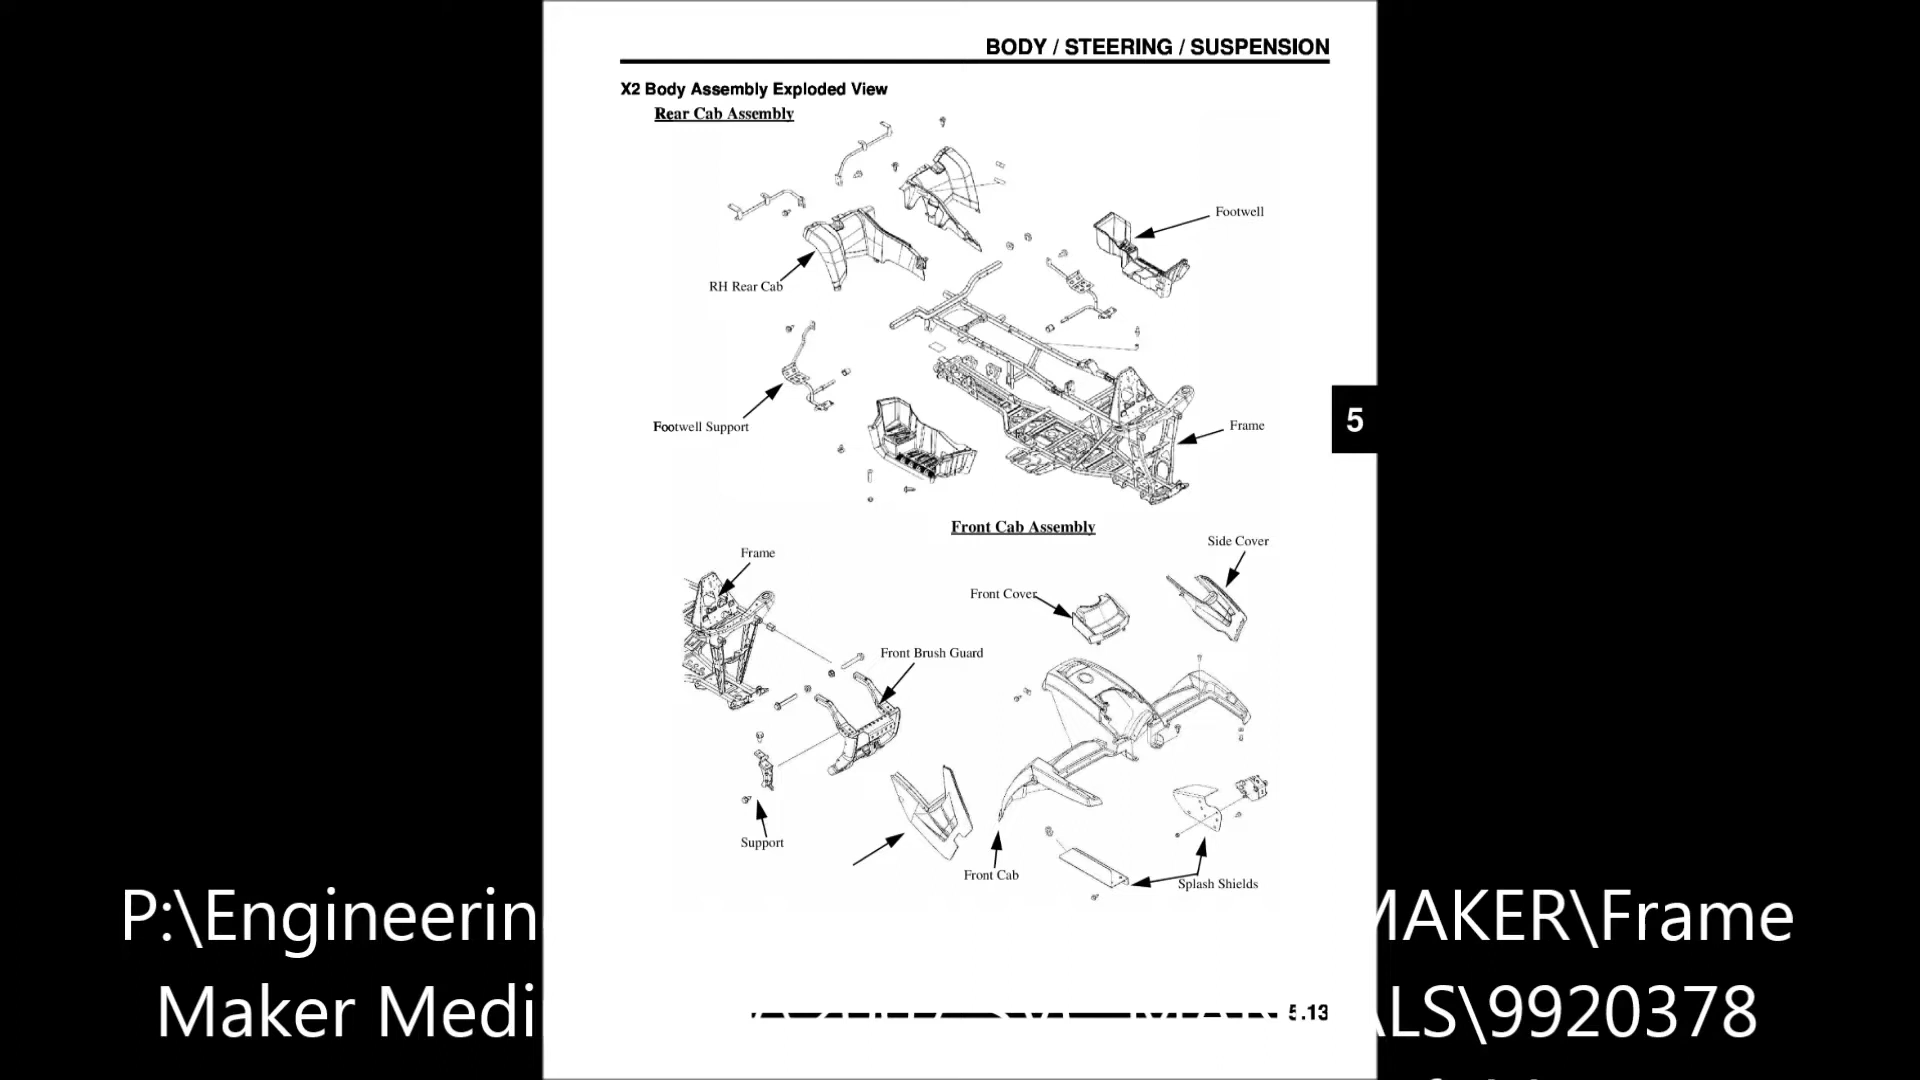 BODY / STEERING / SUSPENSION
X2 Body Assembly Exploded View
Rear Cab Assembly
Footwell
RH Rear Cab
Footwell Support
Frame
5
Front Cab Assembly
Side Cover
Frame
Front Cover
Front Brush Guard
Support
Front Cab
Splash Shields
P:\Engineerin MAKER\Frame
Maker Medi ALS\9920378
5.13